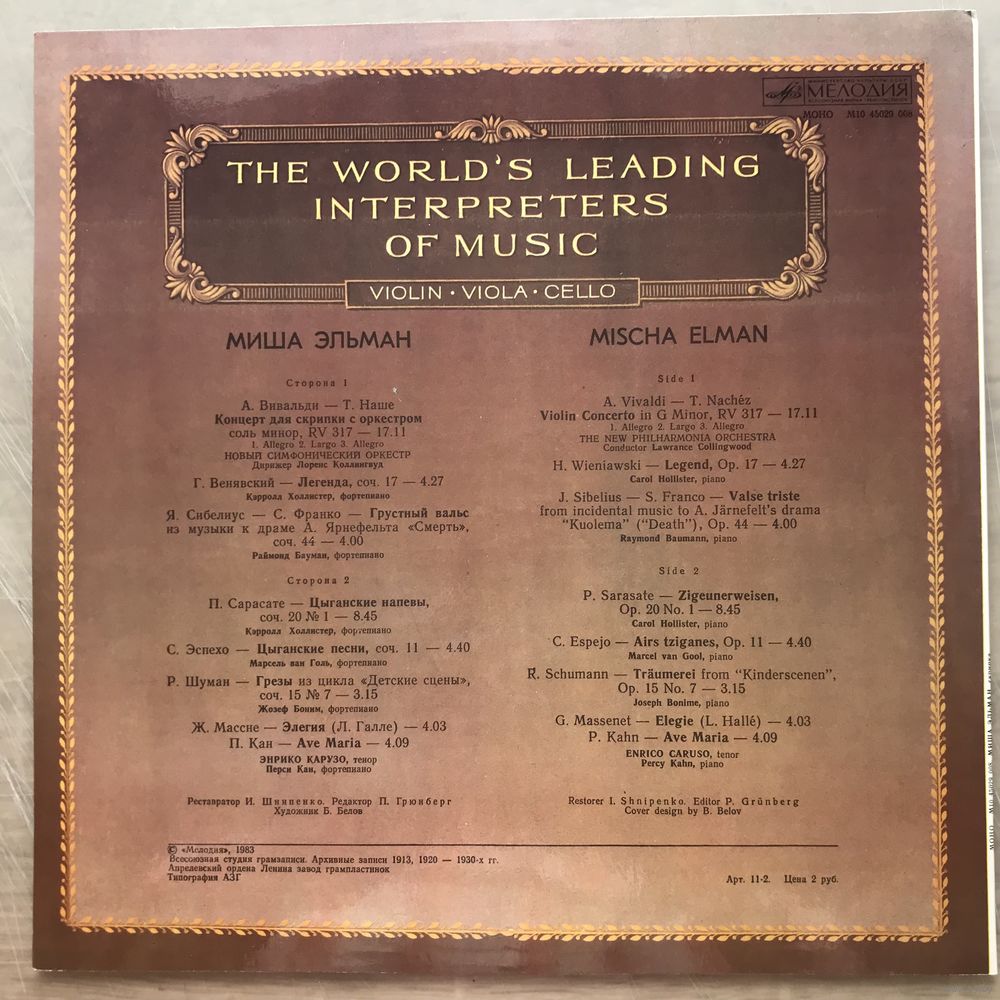 МИНИСТЕРСТВО КУЛЬТУРЫ СССР
МЕЛОДИЯ
ВСЕСОЮЗНАЯ ФИРМА ГРАМПЛАСТИНОК
МОНО М10 45029 008
THE WORLD'S LEADING
INTERPRETERS
OF MUSIC
VIOLIN · VIOLA · CELLO
МИША ЭЛЬМАН
Сторона 1
А. Вивальди — Т. Наше
Концерт для скрипки с оркестром
соль минор, RV 317 — 17.11
1. Allegro 2. Largo 3. Allegro
НОВЫЙ СИМФОНИЧЕСКИЙ ОРКЕСТР
Дирижер Лоренс Коллингвуд
Г. Венявский — Легенда, соч. 17 — 4.27
Кэрролл Холлистер, фортепиано
Я. Сибелиус — С. Франко — Грустный вальс
из музыки к драме А. Ярнефельта «Смерть»,
соч. 44 — 4.00
Раймонд Бауман, фортепиано
Сторона 2
П. Сарасате — Цыганские напевы,
соч. 20 № 1 — 8.45
Кэрролл Холлистер, фортепиано
С. Эспехо — Цыганские песни, соч. 11 — 4.40
Марсель ван Голь, фортепиано
Р. Шуман — Грезы из цикла «Детские сцены»,
соч. 15 № 7 — 3.15
Жозеф Боним, фортепиано
Ж. Массне — Элегия (Л. Галле) — 4.03
П. Кан — Ave Maria — 4.09
ЭНРИКО КАРУЗО, тенор
Перси Кан, фортепиано
Реставратор И. Шнипенко. Редактор П. Грюнберг
Художник Б. Белов
MISCHA ELMAN
Side 1
A. Vivaldi — T. Nachéz
Violin Concerto in G Minor, RV 317 — 17.11
1. Allegro 2. Largo 3. Allegro
THE NEW PHILHARMONIA ORCHESTRA
Conductor Lawrance Collingwood
H. Wieniawski — Legend, Op. 17 — 4.27
Carol Hollister, piano
J. Sibelius — S. Franco — Valse triste
from incidental music to A. Järnefelt's drama
"Kuolema" ("Death"), Op. 44 — 4.00
Raymond Baumann, piano
Side 2
P. Sarasate — Zigeunerweisen,
Op. 20 No. 1 — 8.45
Carol Hollister, piano
C. Espejo — Airs tziganes, Op. 11 — 4.40
Marcel van Gool, piano
R. Schumann — Träumerei from "Kinderscenen",
Op. 15 No. 7 — 3.15
Joseph Bonime, piano
G. Massenet — Elegie (L. Hallé) — 4.03
P. Kahn — Ave Maria — 4.09
ENRICO CARUSO, tenor
Percy Kahn, piano
Restorer I. Shnipenko. Editor P. Grünberg
Cover design by B. Belov
© «Мелодия», 1983
Всесоюзная студия грамзаписи. Архивные записи 1913, 1920 — 1930-х гг.
Апрелевский ордена Ленина завод грампластинок
Типография АЗГ
Арт. 11-2. Цена 2 руб.
МОНО М10 45029 008 МИША ЭЛЬМАН